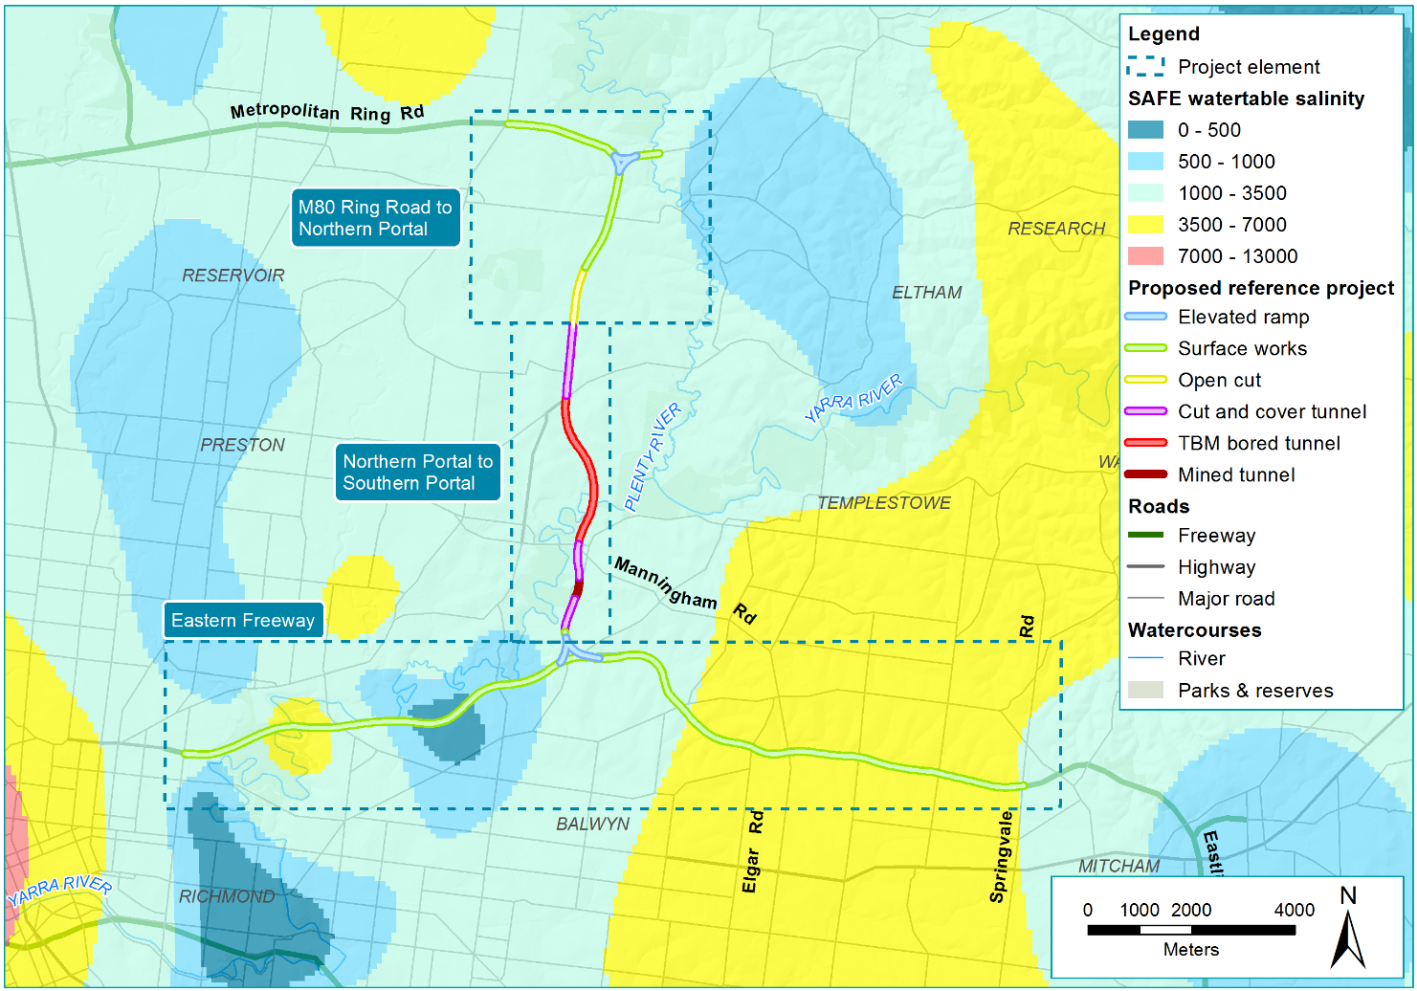 Metropolitan Ring Rd
M80 Ring Road to
Northern Portal
RESERVOIR
RESEARCH
ELTHAM
YARRA RIVER
PRESTON
Northern Portal to
Southern Portal
PLENTY RIVER
TEMPLESTOWE
WA
Manningham Rd
Eastern Freeway
Rd
BALWYN
Elgar Rd
Springvale
MITCHAM
Eastl
YARRA RIVER
RICHMOND
Legend
Project element
SAFE watertable salinity
0 - 500
500 - 1000
1000 - 3500
3500 - 7000
7000 - 13000
Proposed reference project
Elevated ramp
Surface works
Open cut
Cut and cover tunnel
TBM bored tunnel
Mined tunnel
Roads
Freeway
Highway
Major road
Watercourses
River
Parks & reserves
0 1000 2000 4000
Meters
N